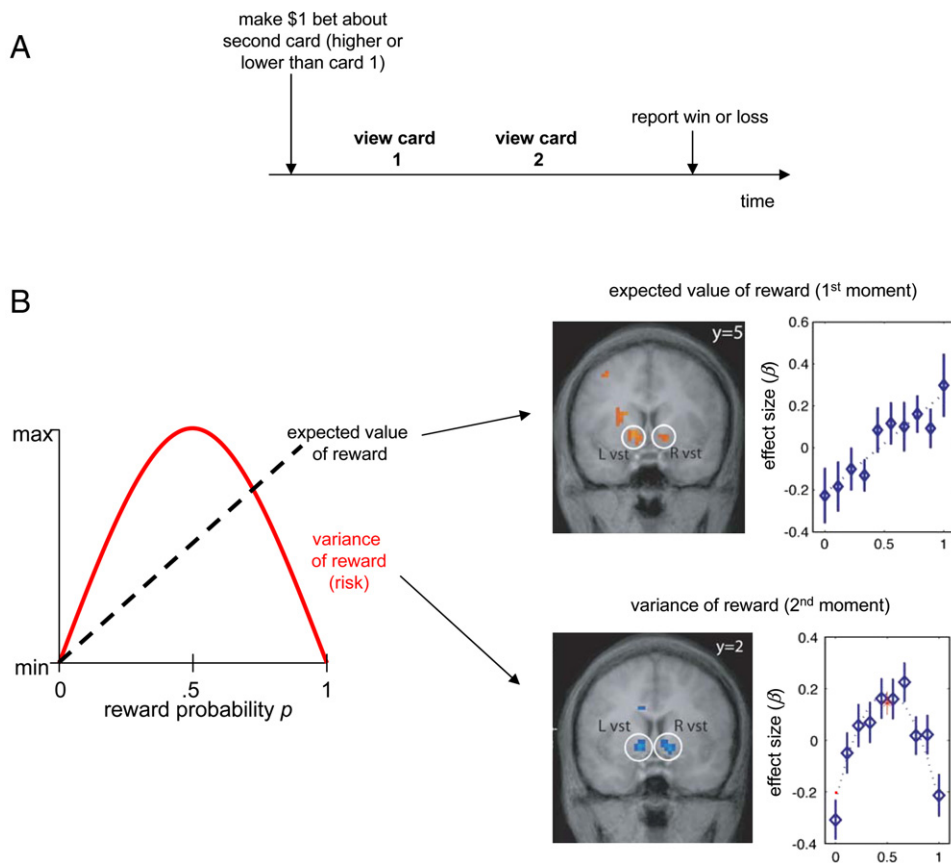 A
make $1 bet about
second card (higher or
lower than card 1)
view card
1
view card
2
report win or loss
time
B
max
min
0
.5
1
reward probability p
expected value
of reward
variance
of reward
(risk)
expected value of reward (1st moment)
y=5
L vst
R vst
effect size (β)
0.6
0.4
0.2
0
-0.2
-0.4
0
0.5
1
variance of reward (2nd moment)
y=2
L vst
R vst
effect size (β)
0.4
0.2
0
-0.2
-0.4
0
0.5
1